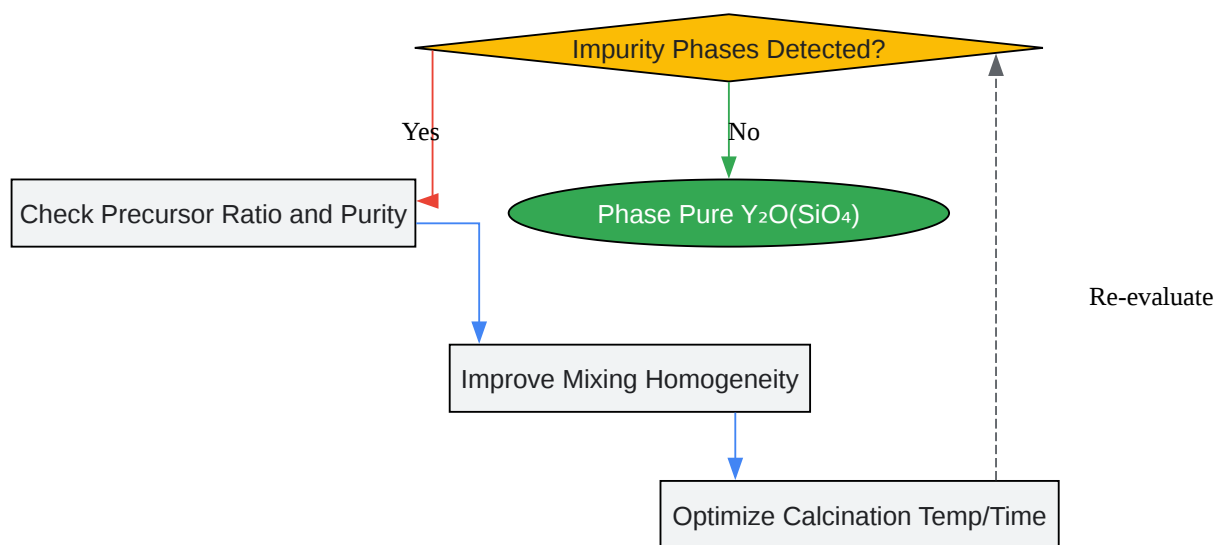 Impurity Phases Detected?
Yes
No
Check Precursor Ratio and Purity
Phase Pure Y₂O(SiO₄)
Re-evaluate
Improve Mixing Homogeneity
Optimize Calcination Temp/Time